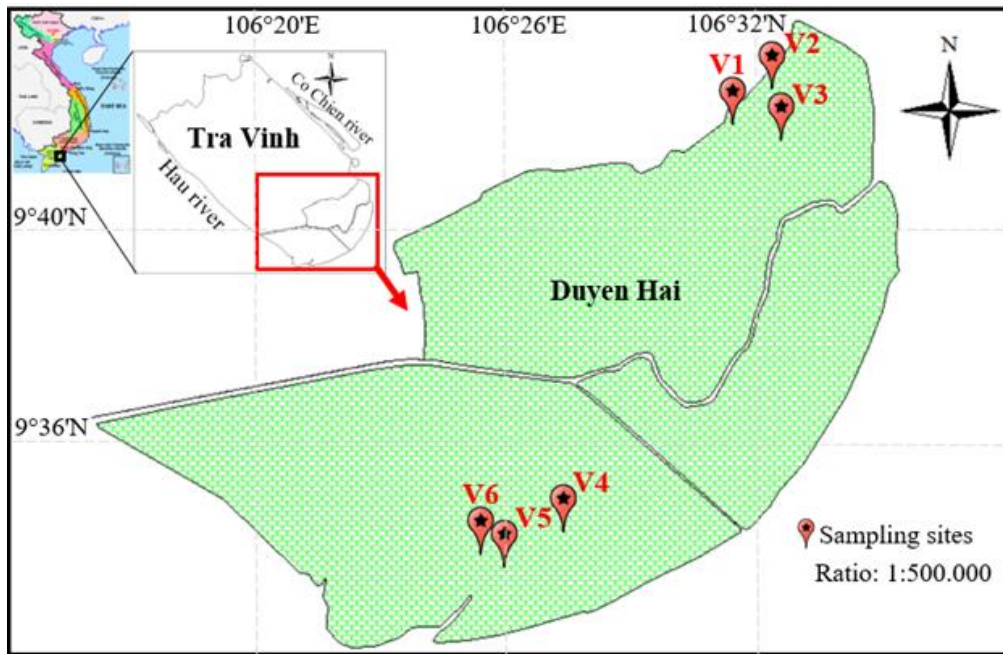 106°20'E
106°26'E
106°32'N
N
V2
V1
V3
N
Co Chien river
Tra Vinh
Hau river
9°40'N
Duyen Hai
9°36'N
V6
V5
V4
Sampling sites
Ratio: 1:500.000